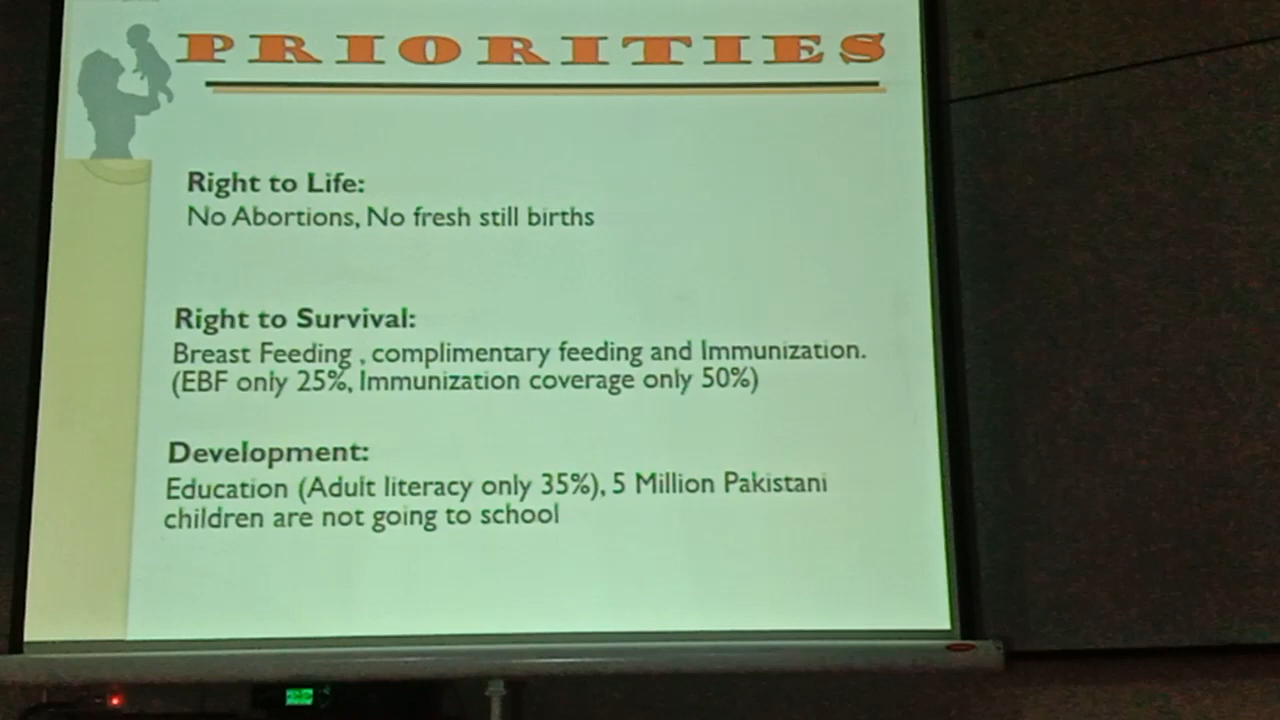 PRIORITIES
Right to Life:
No Abortions, No fresh still births
Right to Survival:
Breast Feeding , complimentary feeding and Immunization.
(EBF only 25%, Immunization coverage only 50%)
Development:
Education (Adult literacy only 35%), 5 Million Pakistani
children are not going to school